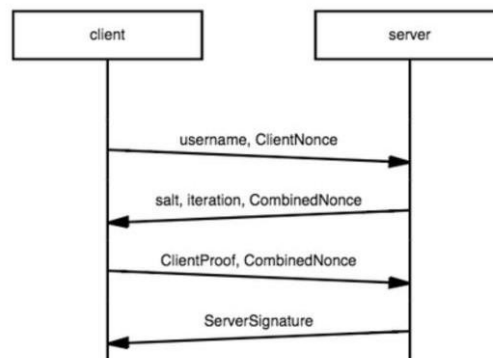 client
server
username, ClientNonce
salt, iteration, CombinedNonce
ClientProof, CombinedNonce
ServerSignature